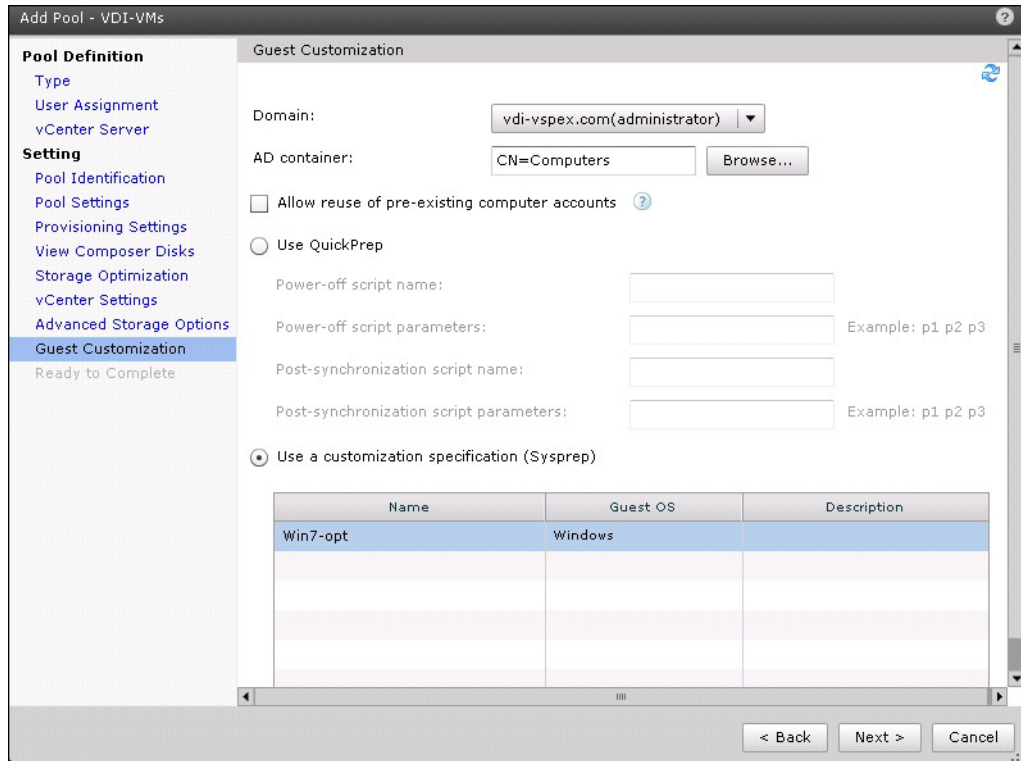 Add Pool - VDI-VMs
?
Pool Definition
Type
User Assignment
vCenter Server
Setting
Pool Identification
Pool Settings
Provisioning Settings
View Composer Disks
Storage Optimization
vCenter Settings
Advanced Storage Options
Guest Customization
Ready to Complete
Guest Customization
Domain: vdi-vspex.com(administrator)
AD container: CN=Computers Browse...
Allow reuse of pre-existing computer accounts ?
Use QuickPrep
Power-off script name:
Power-off script parameters: Example: p1 p2 p3
Post-synchronization script name:
Post-synchronization script parameters: Example: p1 p2 p3
Use a customization specification (Sysprep)
Name Guest OS Description
Win7-opt Windows
< Back Next > Cancel